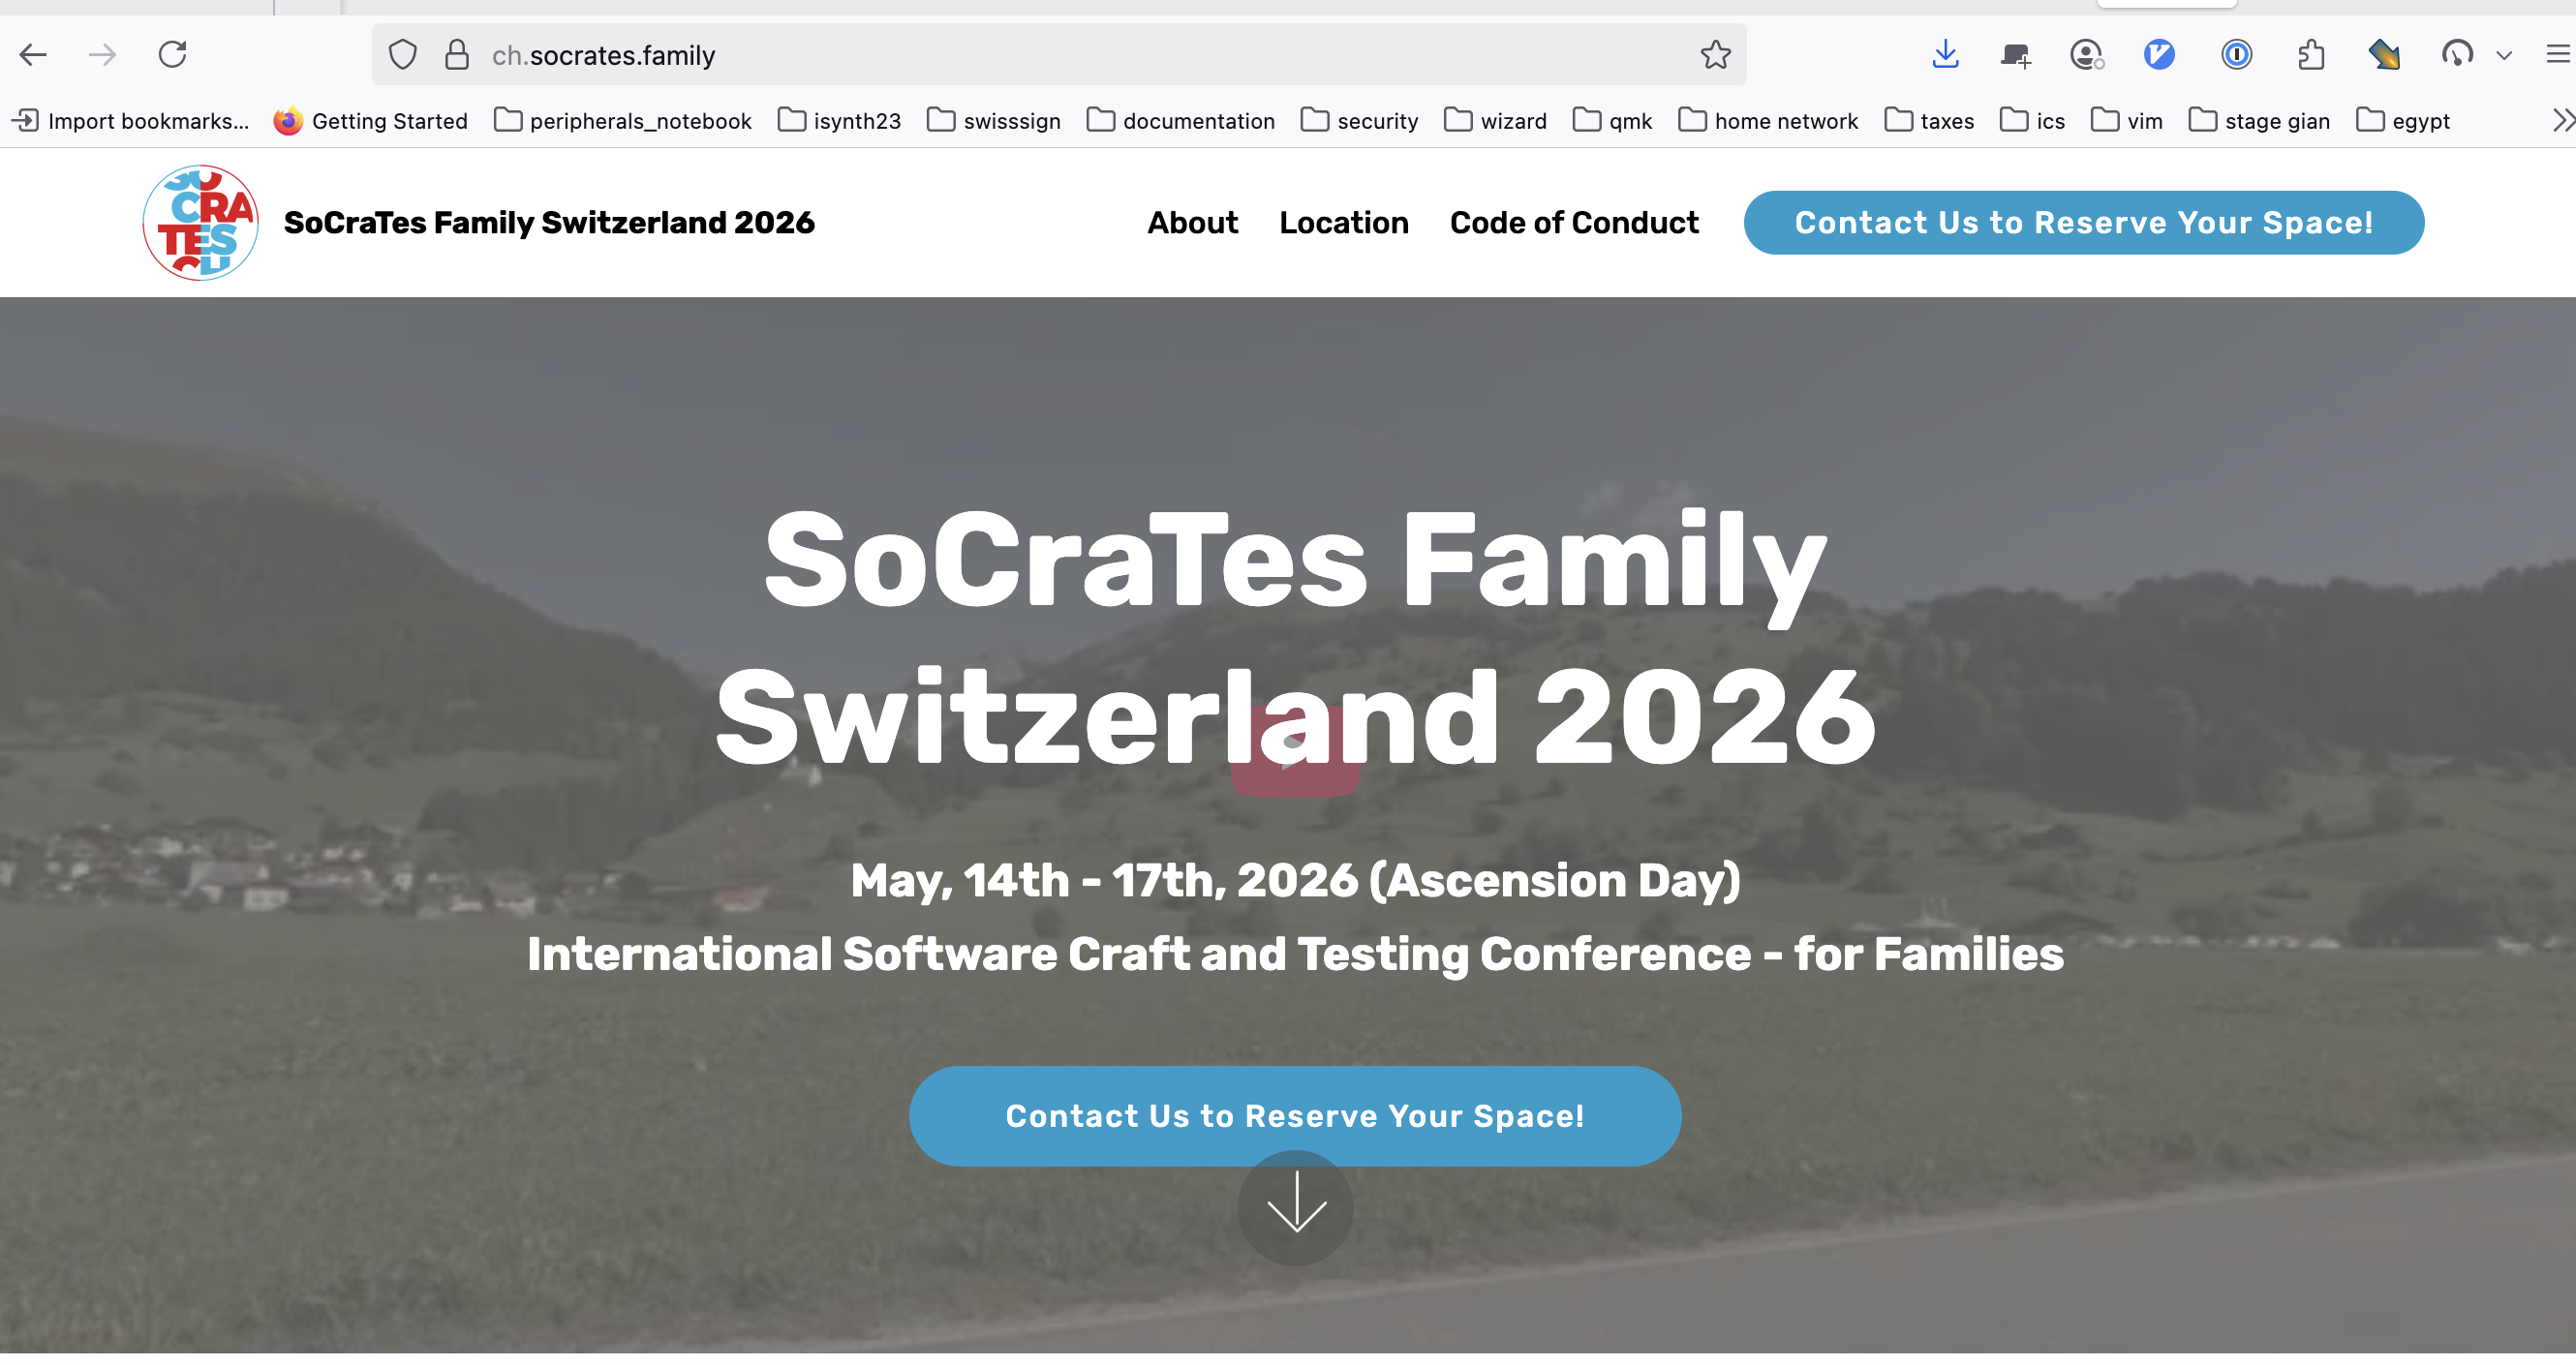 ch.socrates.family
Import bookmarks... Getting Started peripherals_notebook isynth23 swisssign documentation security wizard qmk home network taxes ics vim stage gian egypt
SO
CRA
TES
CH
SoCraTes Family Switzerland 2026 About Location Code of Conduct Contact Us to Reserve Your Space!
SoCraTes Family
Switzerland 2026
May, 14th - 17th, 2026 (Ascension Day)
International Software Craft and Testing Conference - for Families
Contact Us to Reserve Your Space!